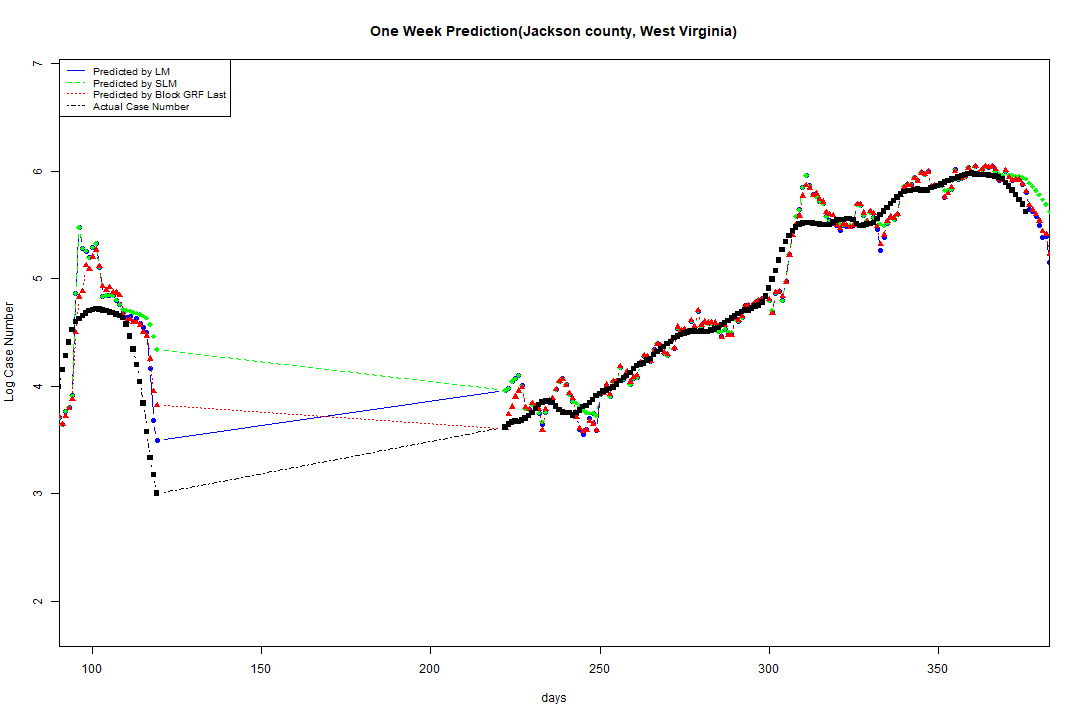 One Week Prediction(Jackson county, West Virginia)
Predicted by LM
Predicted by SLM
Predicted by Block GRF Last
Actual Case Number
7
6
5
4
3
2
Log Case Number
100
150
200
250
300
350
days